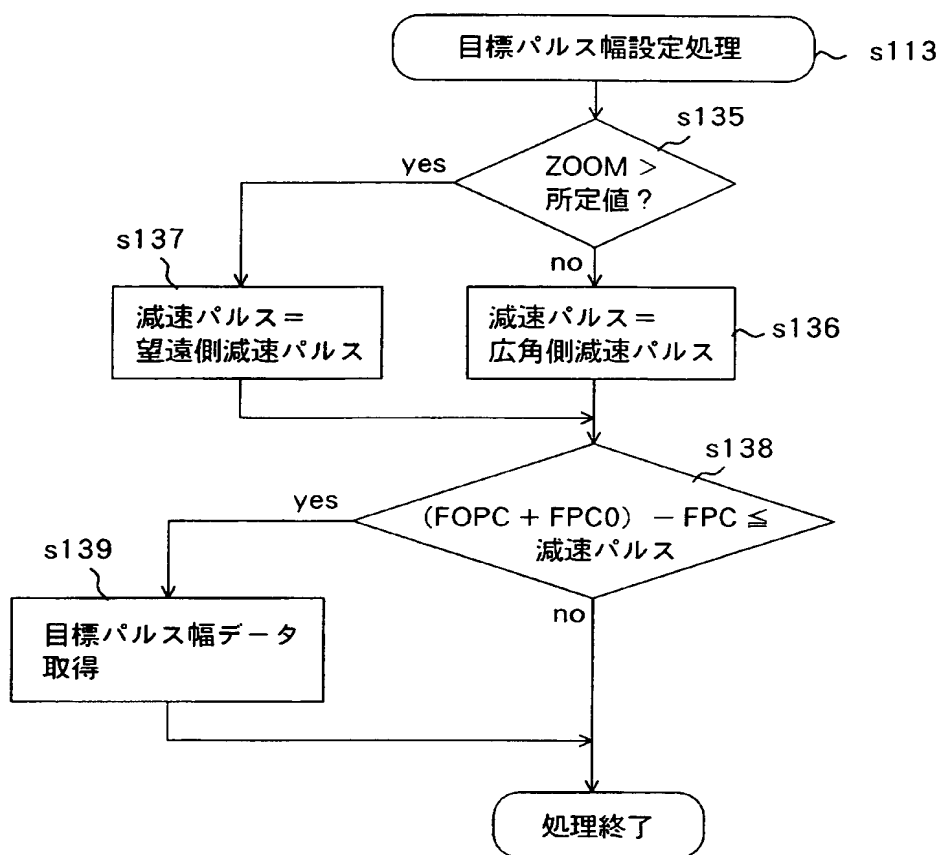 目標パルス幅設定処理
s113
s135
ZOOM >
所定値？
yes
no
s137
減速パルス＝
望遠側減速パルス
減速パルス＝
広角側減速パルス
s136
s138
(FOPC + FPC0) − FPC ≦
減速パルス
yes
no
s139
目標パルス幅データ
取得
処理終了